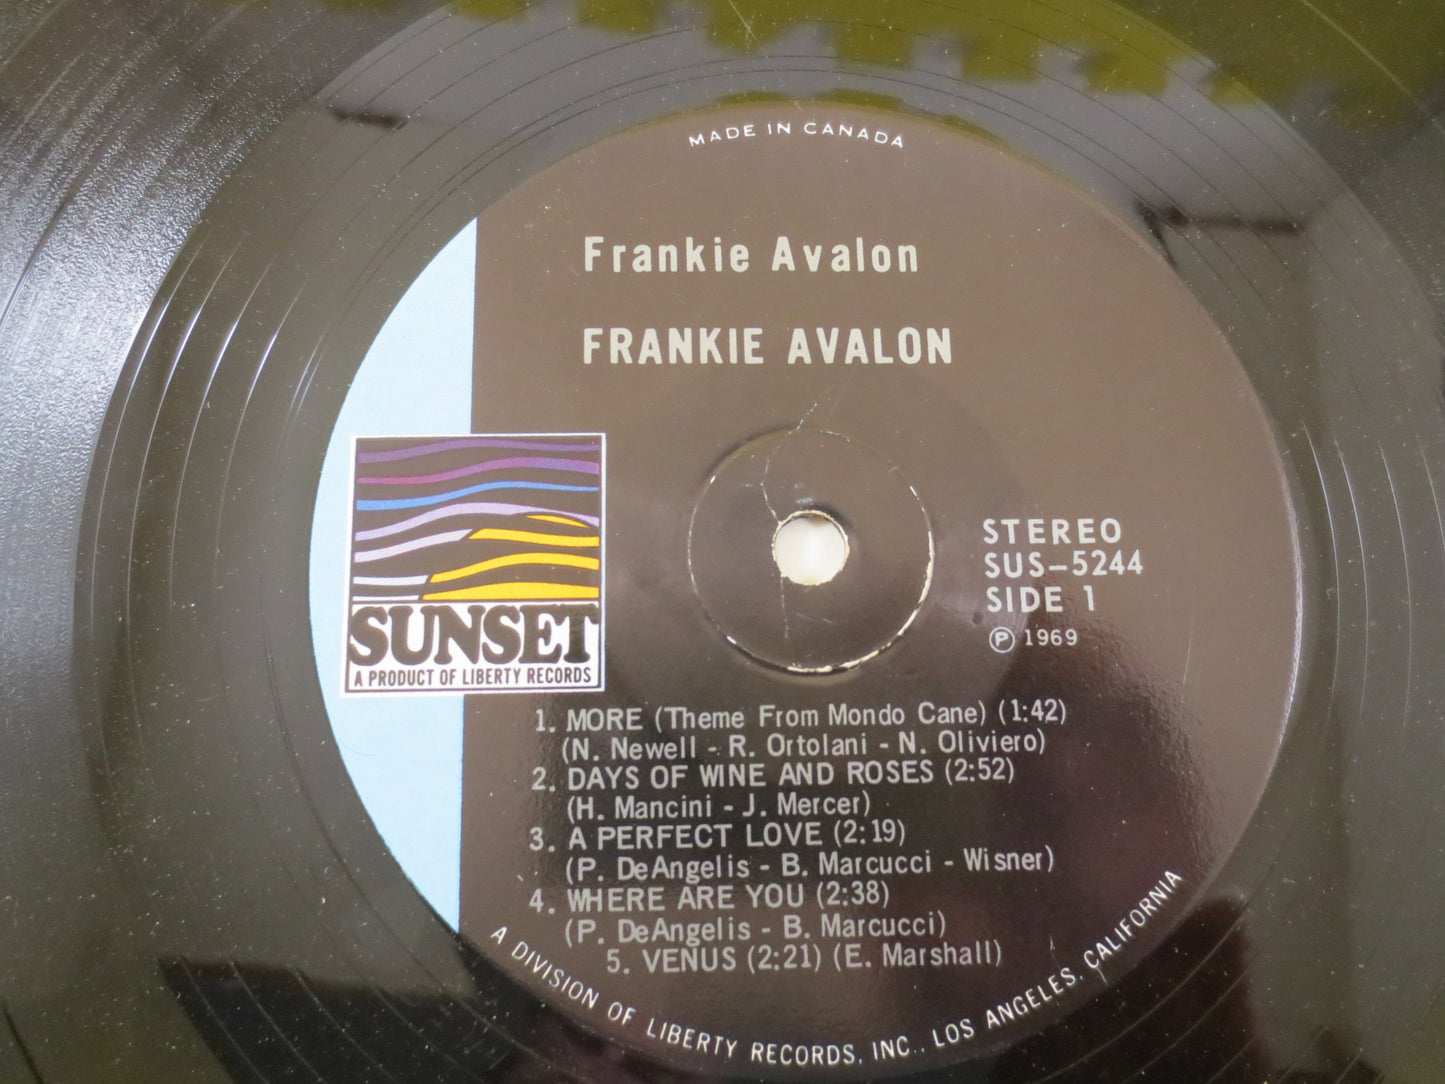 MADE IN CANADA
Frankie Avalon
FRANKIE AVALON
STEREO
SUS-5244
SIDE 1
Ⓟ 1969
SUNSET
A PRODUCT OF LIBERTY RECORDS
1. MORE (Theme From Mondo Cane) (1:42)
(N. Newell - R. Ortolani - N. Oliviero)
2. DAYS OF WINE AND ROSES (2:52)
(H. Mancini - J. Mercer)
3. A PERFECT LOVE (2:19)
(P. DeAngelis - B. Marcucci - Wisner)
4. WHERE ARE YOU (2:38)
(P. DeAngelis - B. Marcucci)
5. VENUS (2:21) (E. Marshall)
A DIVISION OF LIBERTY RECORDS, INC., LOS ANGELES, CALIFORNIA